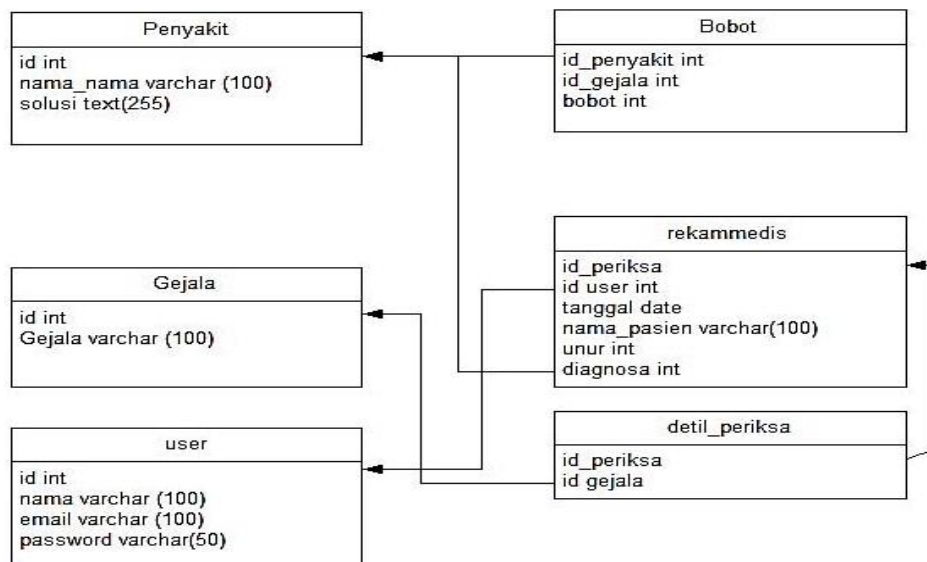 Penyakit
id int
nama_nama varchar (100)
solusi text(255)
Bobot
id_penyakit int
id_gejala int
bobot int
Gejala
id int
Gejala varchar (100)
rekammedis
id_periksa
id user int
tanggal date
nama_pasien varchar(100)
unur int
diagnosa int
user
id int
nama varchar (100)
email varchar (100)
password varchar(50)
detil_periksa
id_periksa
id gejala